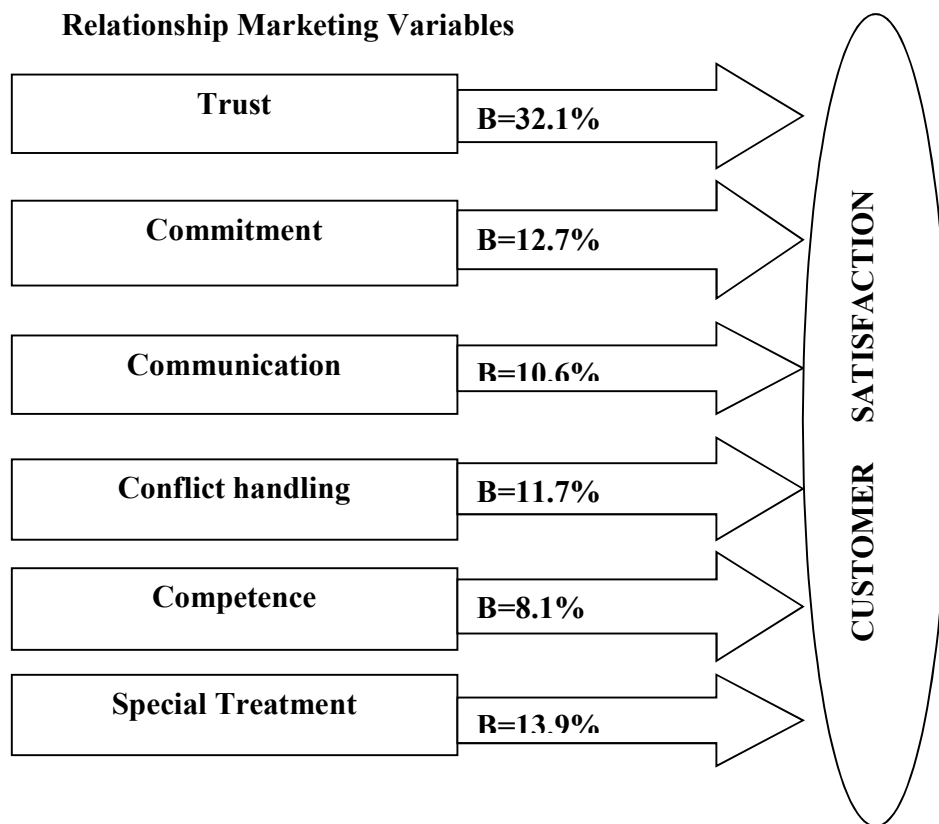 Relationship Marketing Variables
Trust
B=32.1%
Commitment
B=12.7%
Communication
B=10.6%
Conflict handling
B=11.7%
Competence
B=8.1%
Special Treatment
B=13.9%
CUSTOMER SATISFACTION